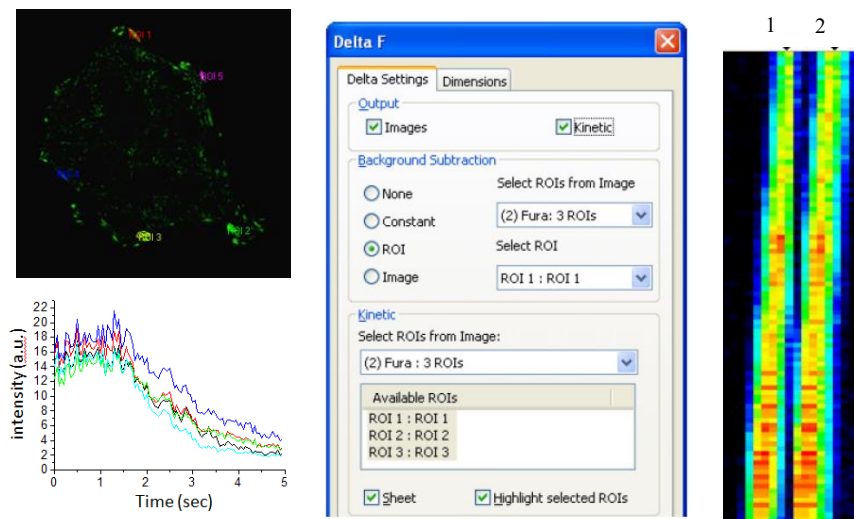 ROI 1
ROI 5
ROI 2
ROI 3
22
20
18
16
14
12
10
8
6
4
2
0
intensity (a.u.)
0 1 2 3 4 5
Time (sec)
Delta F
Delta Settings Dimensions
Output
Images Kinetic
Background Subtraction
None
Constant
ROI
Image
Select ROIs from Image
(2) Fura: 3 ROIs
Select ROI
ROI 1 : ROI 1
Kinetic
Select ROIs from Image:
(2) Fura : 3 ROIs
Available ROIs
ROI 1 : ROI 1
ROI 2 : ROI 2
ROI 3 : ROI 3
Sheet Highlight selected ROIs
1 2